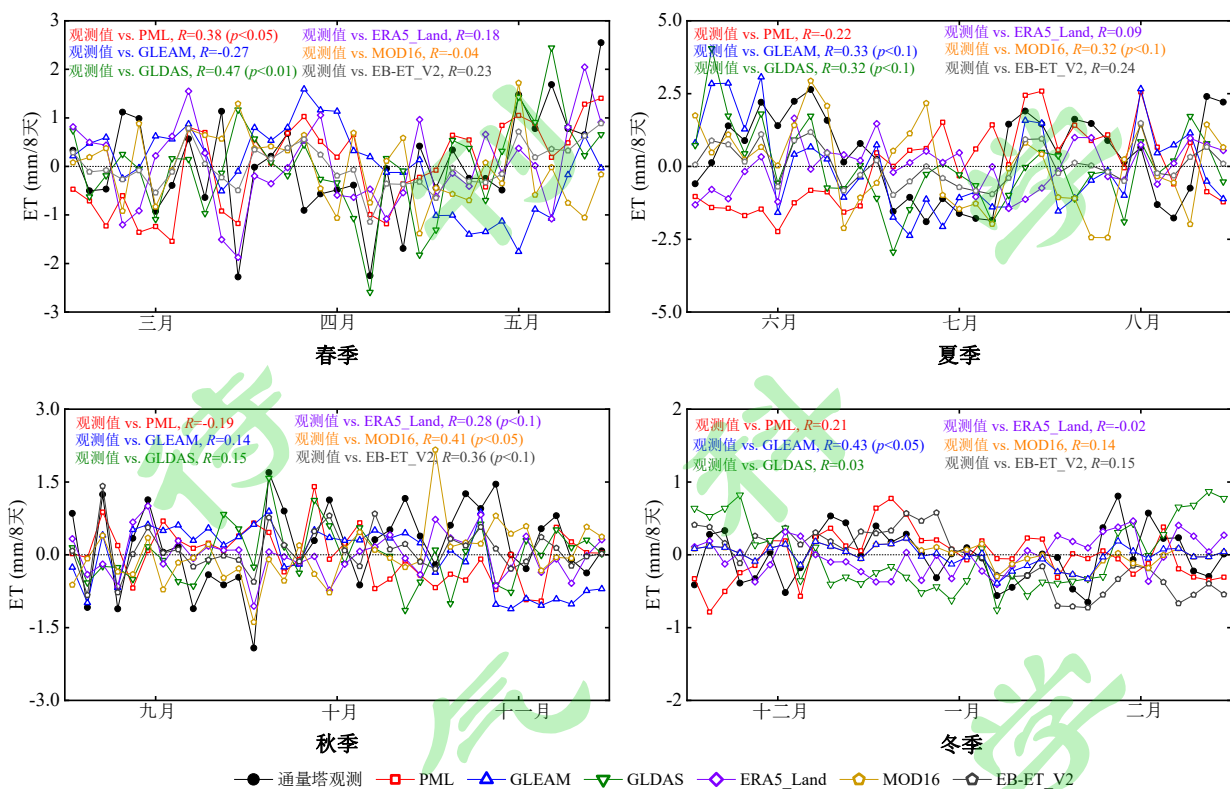 观测值 vs. PML, R=0.38 (p<0.05)
观测值 vs. GLEAM, R=-0.27
观测值 vs. GLDAS, R=0.47 (p<0.01)
观测值 vs. ERA5_Land, R=0.18
观测值 vs. MOD16, R=-0.04
观测值 vs. EB-ET_V2, R=0.23
ET (mm/8天)
3
2
1
0
-1
-2
-3
三月
四月
五月
春季
观测值 vs. PML, R=-0.22
观测值 vs. GLEAM, R=0.33 (p<0.1)
观测值 vs. GLDAS, R=0.32 (p<0.1)
观测值 vs. ERA5_Land, R=0.09
观测值 vs. MOD16, R=0.32 (p<0.1)
观测值 vs. EB-ET_V2, R=0.24
ET (mm/8天)
5.0
2.5
0.0
-2.5
-5.0
六月
七月
八月
夏季
观测值 vs. PML, R=-0.19
观测值 vs. GLEAM, R=0.14
观测值 vs. GLDAS, R=0.15
观测值 vs. ERA5_Land, R=0.28 (p<0.1)
观测值 vs. MOD16, R=0.41 (p<0.05)
观测值 vs. EB-ET_V2, R=0.36 (p<0.1)
ET (mm/8天)
3.0
1.5
0.0
-1.5
-3.0
九月
十月
十一月
秋季
观测值 vs. PML, R=0.21
观测值 vs. GLEAM, R=0.43 (p<0.05)
观测值 vs. GLDAS, R=0.03
观测值 vs. ERA5_Land, R=-0.02
观测值 vs. MOD16, R=0.14
观测值 vs. EB-ET_V2, R=0.15
ET (mm/8天)
2
1
0
-1
-2
十二月
一月
二月
冬季
通量塔观测 PML GLEAM GLDAS ERA5_Land MOD16 EB-ET_V2
气
学